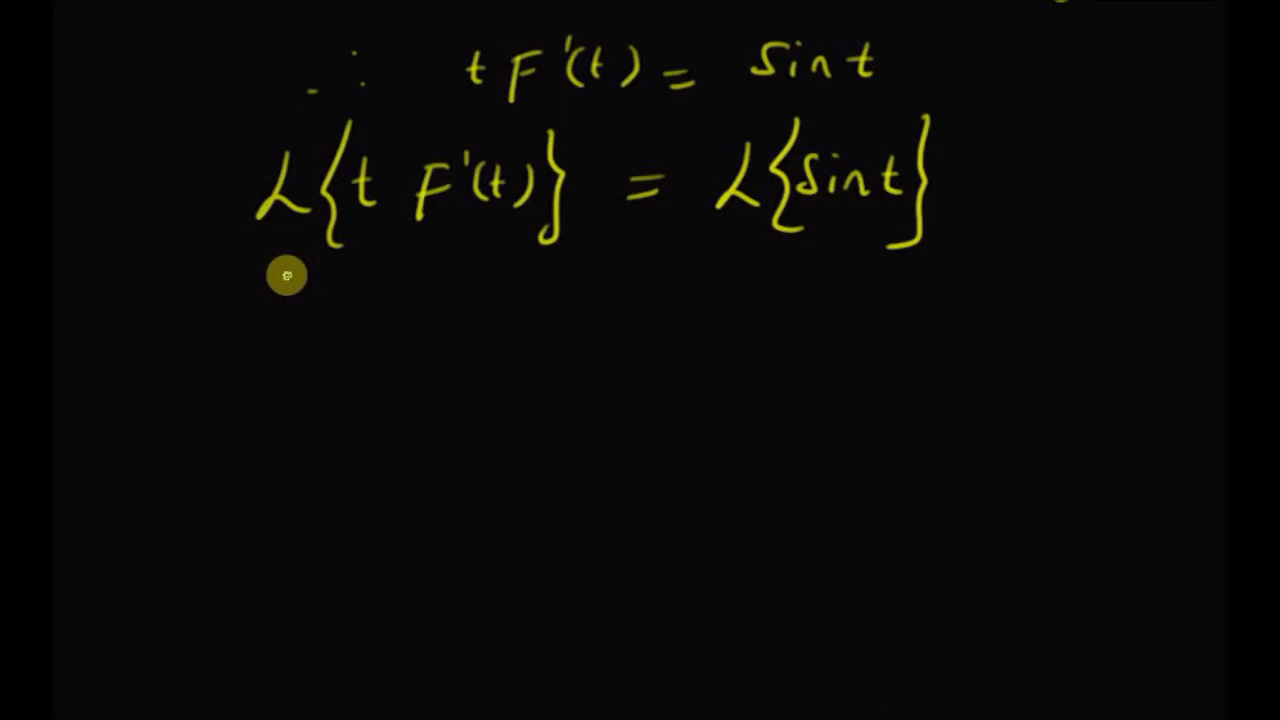 ∴ t F'(t) = Sin t
L{t F'(t)} = L{Sin t}